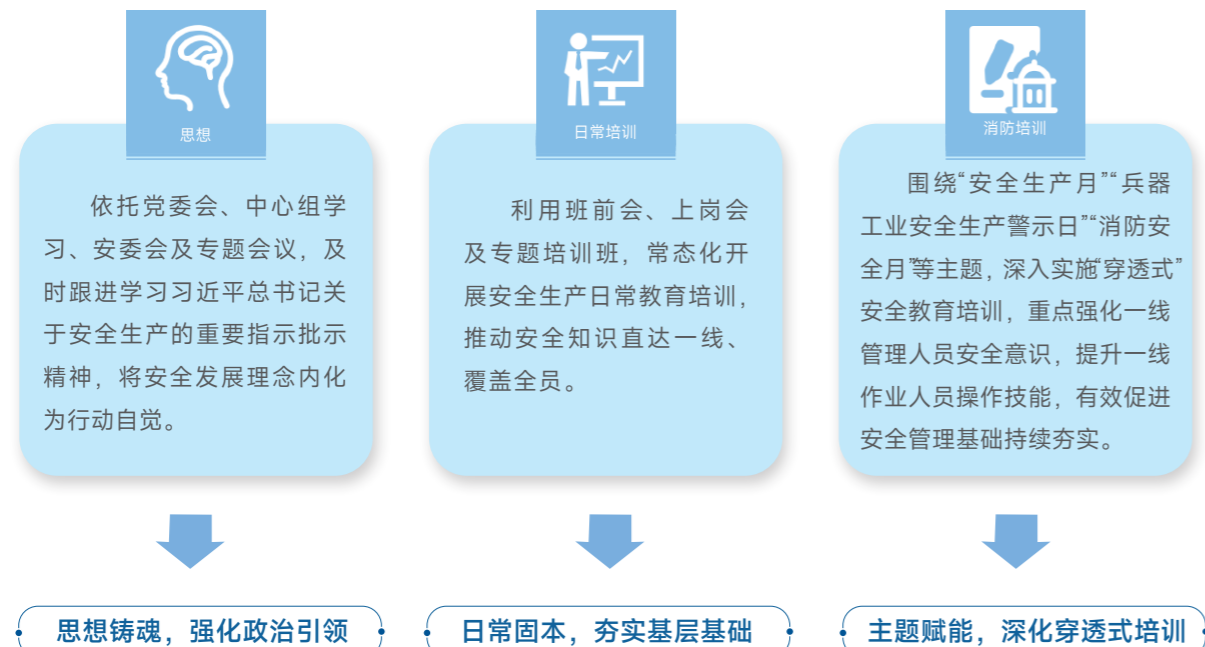 思想
依托党委会、中心组学
习、安委会及专题会议，及
时跟进学习习近平总书记关
于安全生产的重要指示批示
精神，将安全发展理念内化
为行动自觉。
思想铸魂，强化政治引领
日常培训
利用班前会、上岗会
及专题培训班，常态化开
展安全生产日常教育培训，
推动安全知识直达一线、
覆盖全员。
日常固本，夯实基层基础
消防培训
围绕“安全生产月”“兵器
工业安全生产警示日”“消防安
全月”等主题，深入实施“穿透式”
安全教育培训，重点强化一线
管理人员安全意识，提升一线
作业人员操作技能，有效促进
安全管理基础持续夯实。
主题赋能，深化穿透式培训